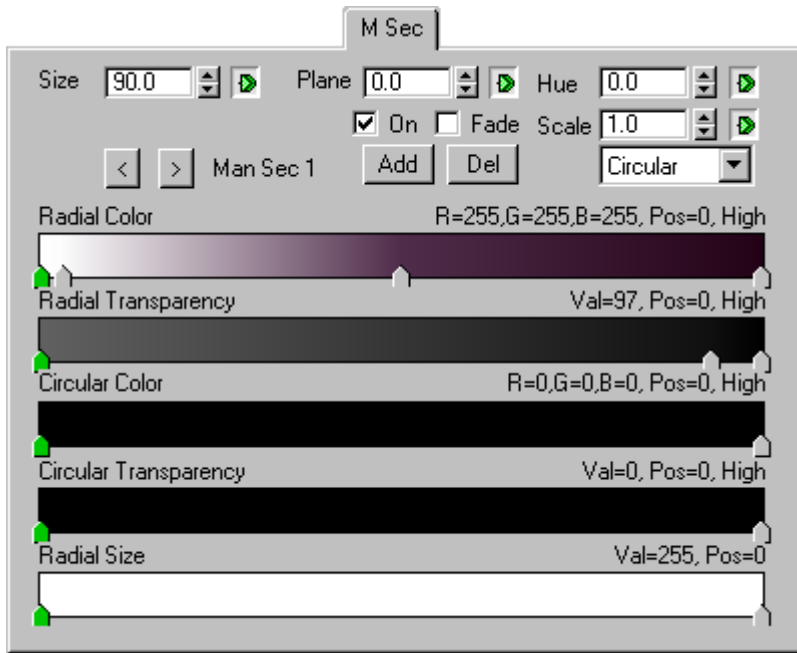 M Sec
Size 90.0 Plane 0.0 Hue 0.0
On Fade Scale 1.0
< > Man Sec 1 Add Del Circular
Radial Color R=255,G=255,B=255, Pos=0, High
Radial Transparency Val=97, Pos=0, High
Circular Color R=0,G=0,B=0, Pos=0, High
Circular Transparency Val=0, Pos=0, High
Radial Size Val=255, Pos=0